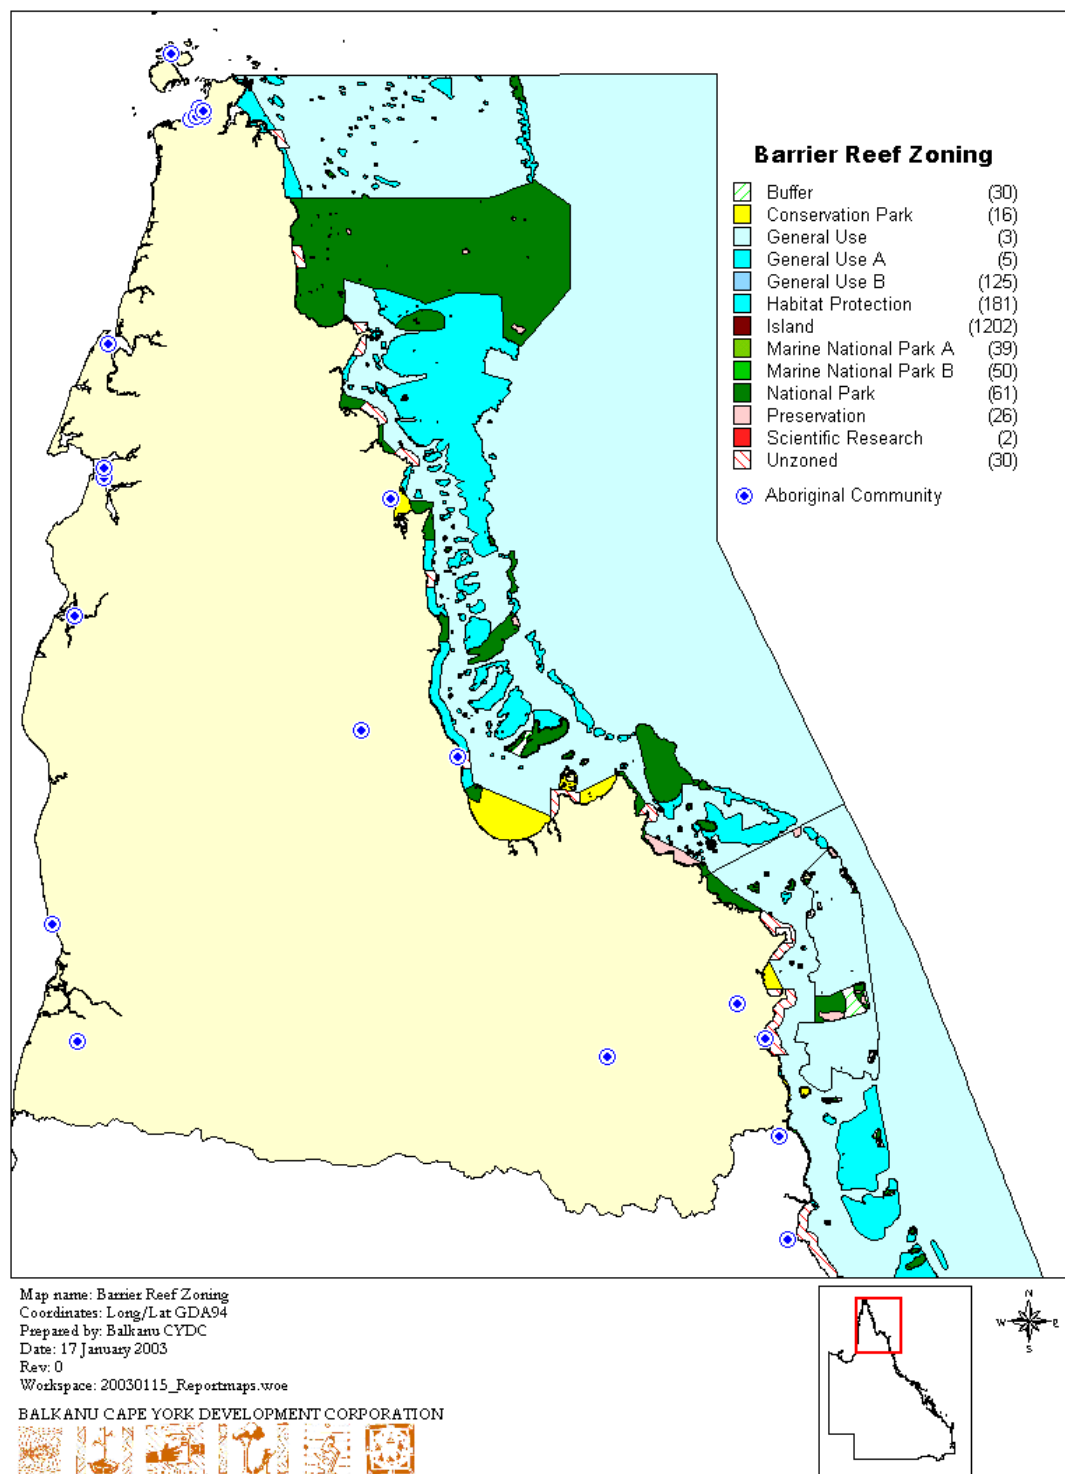 Barrier Reef Zoning
Buffer (30)
Conservation Park (16)
General Use (3)
General Use A (5)
General Use B (125)
Habitat Protection (181)
Island (1202)
Marine National Park A (39)
Marine National Park B (50)
National Park (61)
Preservation (26)
Scientific Research (2)
Unzoned (30)
Aboriginal Community
Map name: Barrier Reef Zoning
Coordinates: Long/Lat GDA94
Prepared by: Balkanu CYDC
Date: 17 January 2003
Rev: 0
Workspace: 20030115_Reportmaps.woe
BALKANU CAPE YORK DEVELOPMENT CORPORATION
N
W E
S